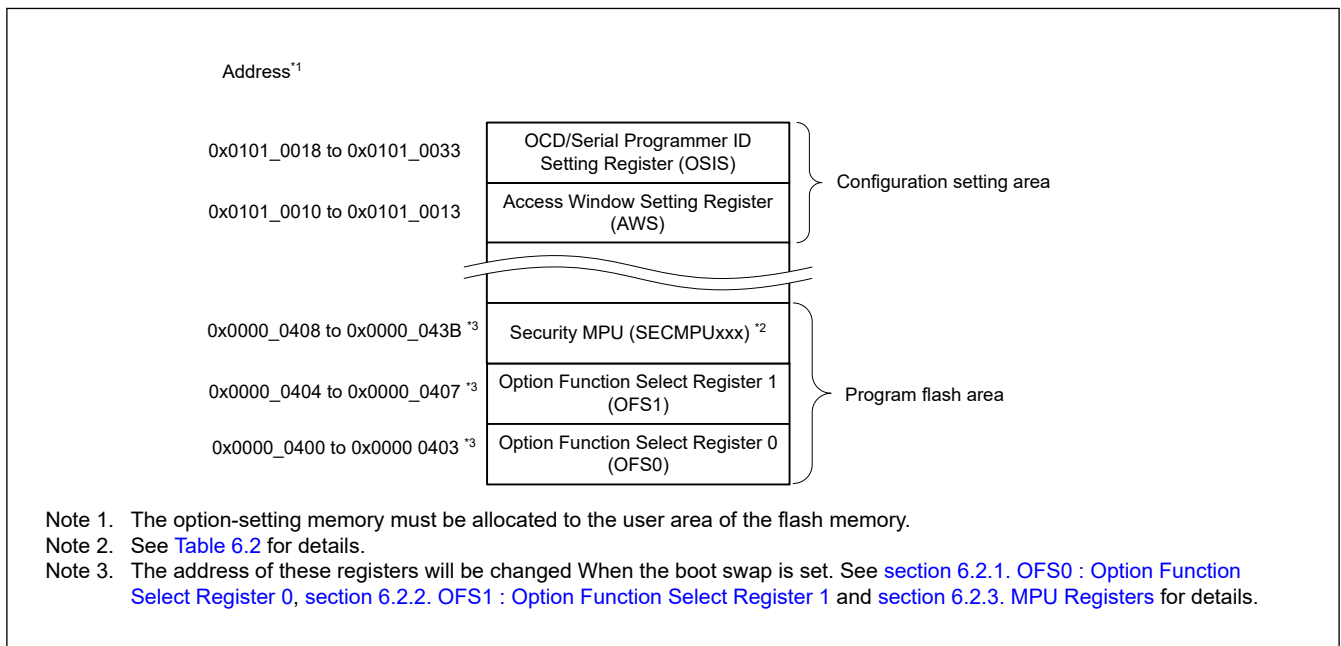 Address*1
0x0101_0018 to 0x0101_0033
OCD/Serial Programmer ID
Setting Register (OSIS)
Configuration setting area
0x0101_0010 to 0x0101_0013
Access Window Setting Register
(AWS)
0x0000_0408 to 0x0000_043B *3
Security MPU (SECMPUxxx) *2
0x0000_0404 to 0x0000_0407 *3
Option Function Select Register 1
(OFS1)
Program flash area
0x0000_0400 to 0x0000 0403 *3
Option Function Select Register 0
(OFS0)
Note 1. The option-setting memory must be allocated to the user area of the flash memory.
Note 2. See Table 6.2 for details.
Note 3. The address of these registers will be changed When the boot swap is set. See section 6.2.1. OFS0 : Option Function
Select Register 0, section 6.2.2. OFS1 : Option Function Select Register 1 and section 6.2.3. MPU Registers for details.